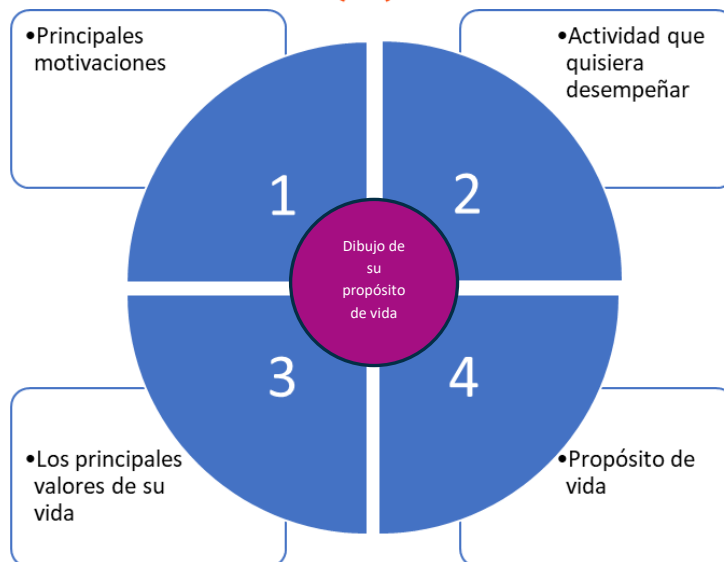 •Principales
motivaciones
•Actividad que
quisiera
desempeñar
1
2
Dibujo de
su
propósito
de vida
3
4
•Los principales
valores de su
vida
•Propósito de
vida